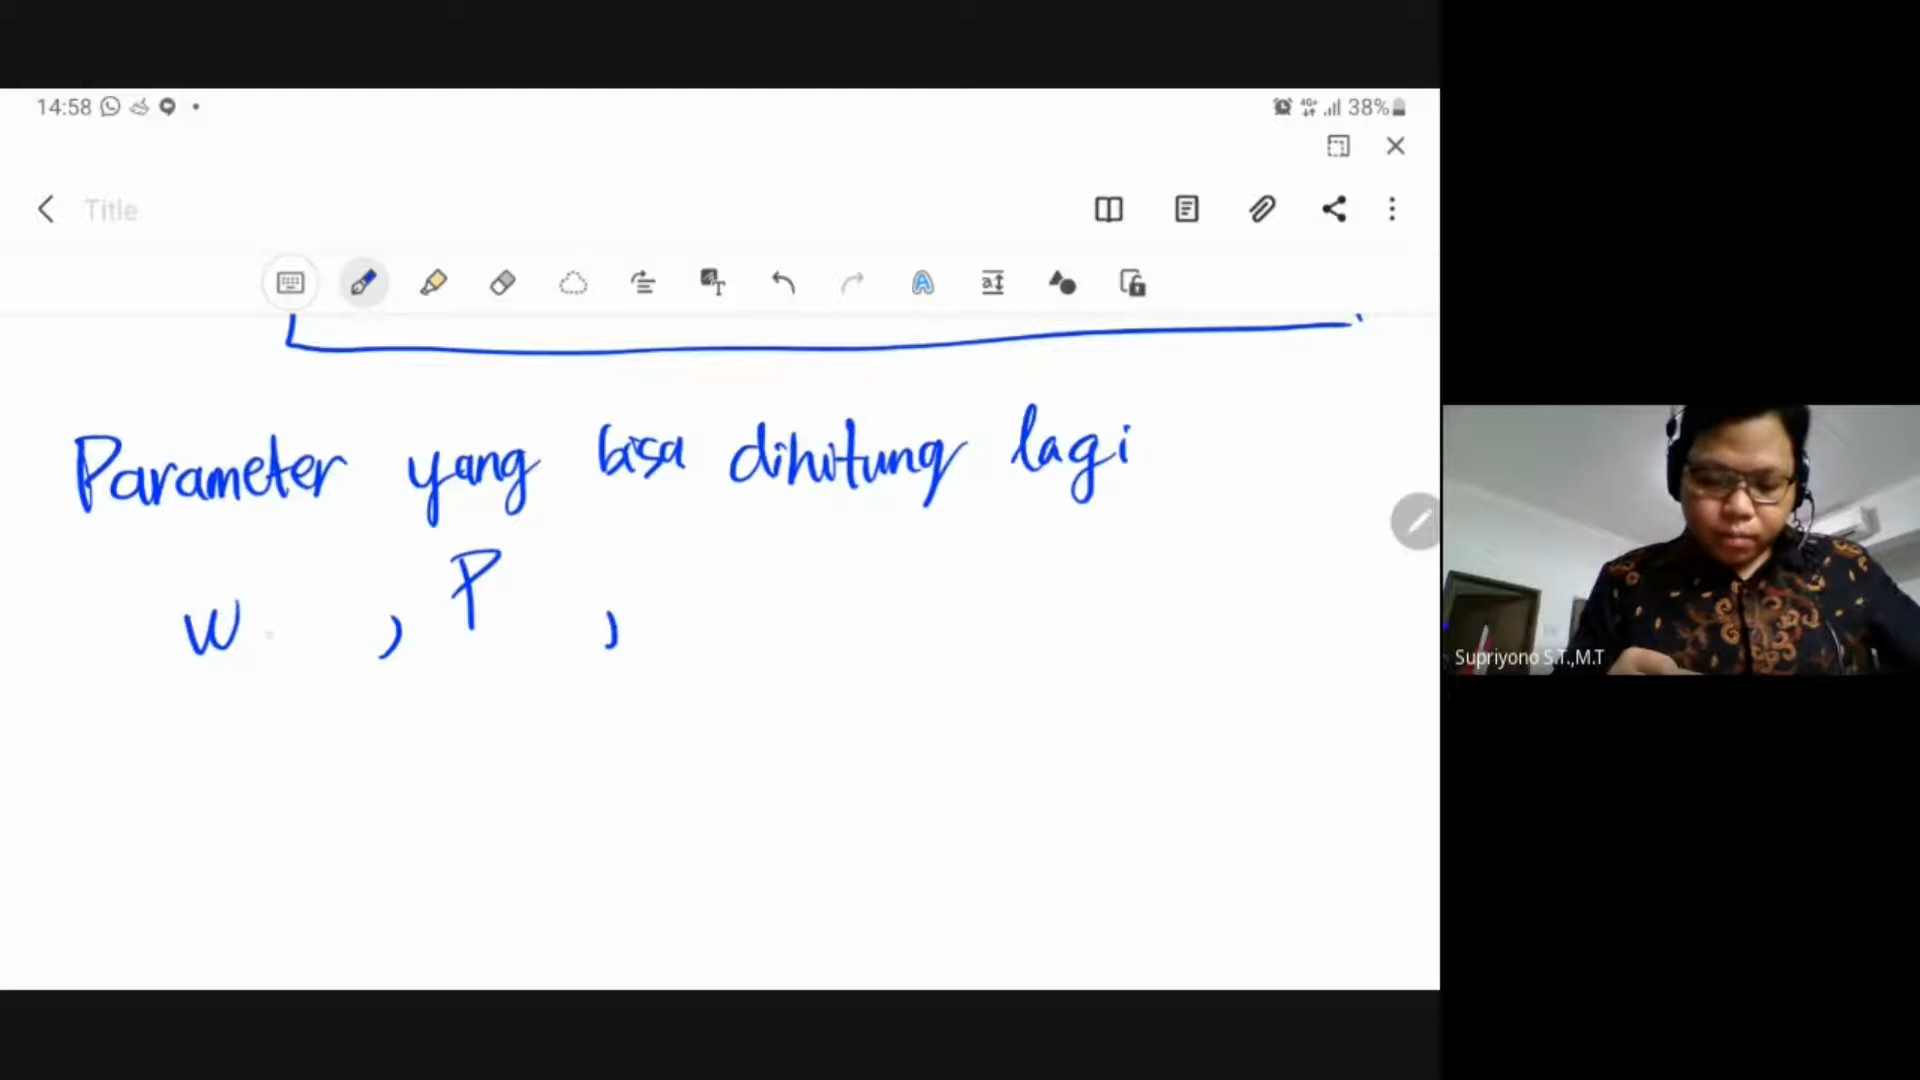 14:58
38%
Title
Parameter yang bisa dihitung lagi
W , P ,
Supriyono S.T.,M.T